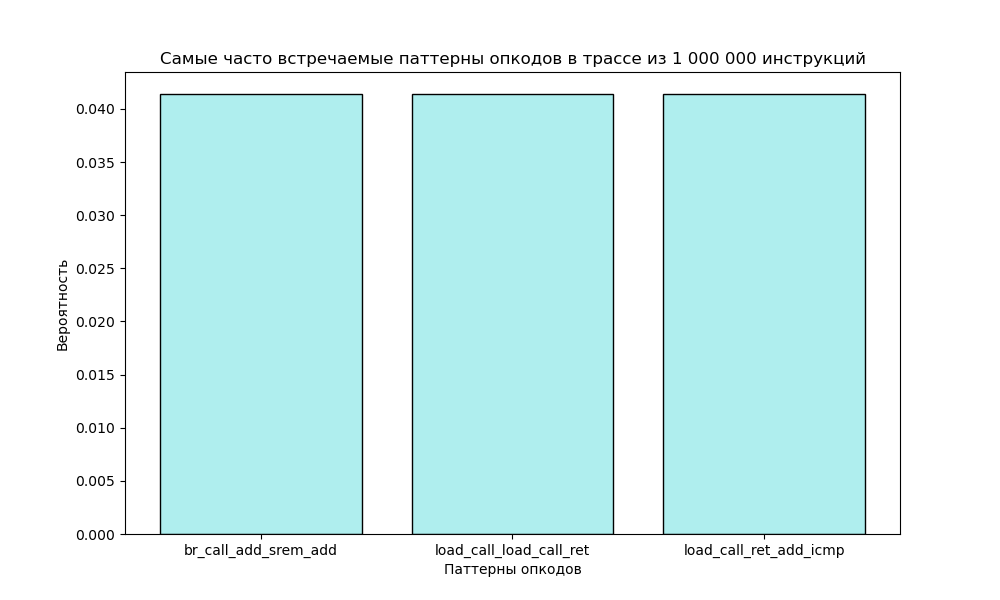 Самые часто встречаемые паттерны опкодов в трассе из 1 000 000 инструкций
Вероятность
0.040
0.035
0.030
0.025
0.020
0.015
0.010
0.005
0.000
br_call_add_srem_add
load_call_load_call_ret
load_call_ret_add_icmp
Паттерны опкодов